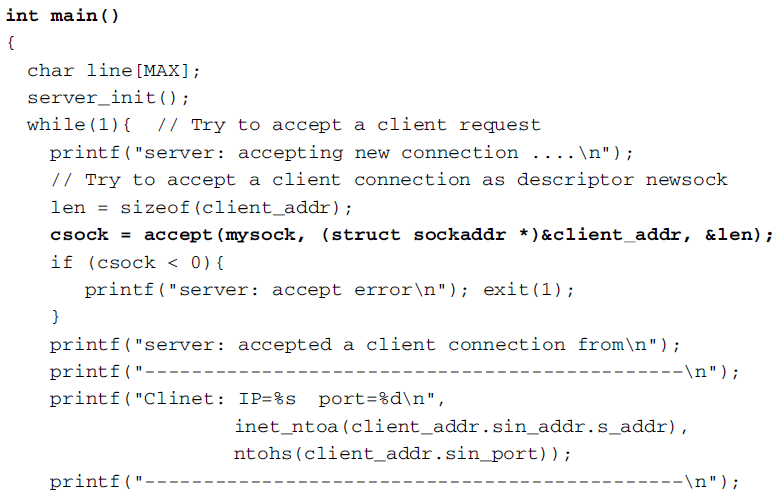 int main()
{
char line[MAX];
server_init();
while(1){ // Try to accept a client request
printf("server: accepting new connection ....\n");
// Try to accept a client connection as descriptor newsock
len = sizeof(client_addr);
csock = accept(mysock, (struct sockaddr *)&client_addr, &len);
if (csock < 0){
printf("server: accept error\n"); exit(1);
}
printf("server: accepted a client connection from\n");
printf("-----------------------------------------------\n");
printf("Clinet: IP=%s port=%d\n",
inet_ntoa(client_addr.sin_addr.s_addr),
ntohs(client_addr.sin_port));
printf("-----------------------------------------------\n");